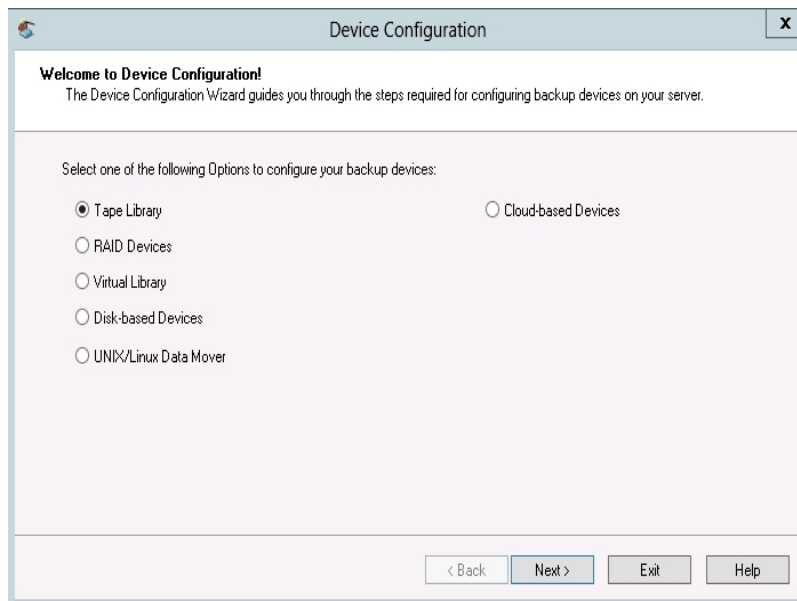 Device Configuration
x
Welcome to Device Configuration!
The Device Configuration Wizard guides you through the steps required for configuring backup devices on your server.
Select one of the following Options to configure your backup devices:
Tape Library
Cloud-based Devices
RAID Devices
Virtual Library
Disk-based Devices
UNIX/Linux Data Mover
< Back
Next >
Exit
Help